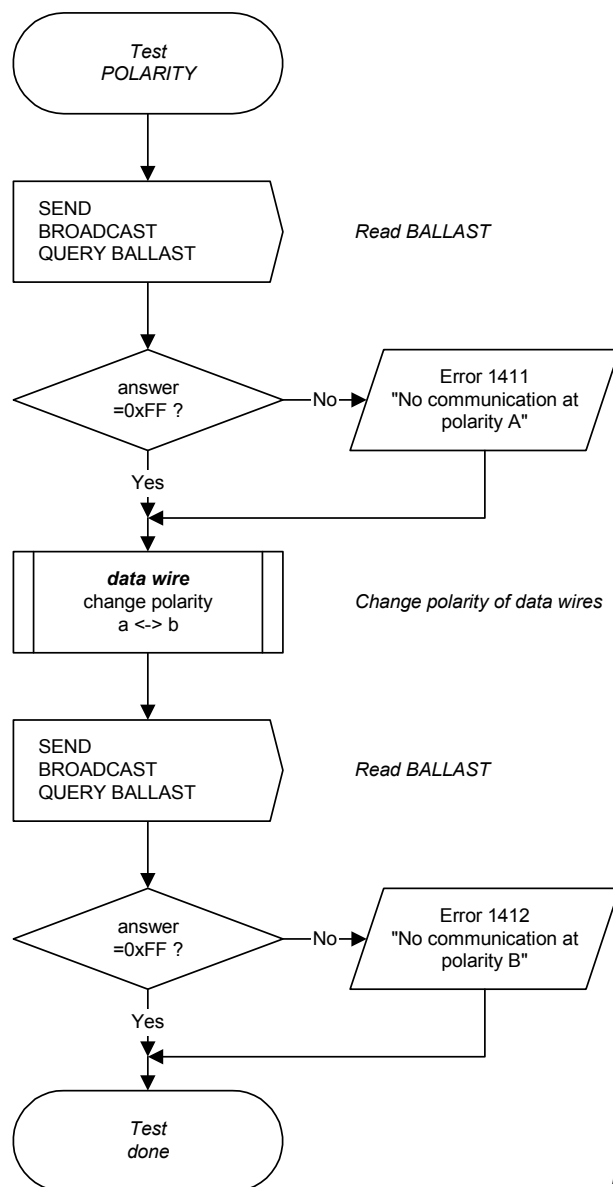 Test
POLARITY
SEND
BROADCAST
QUERY BALLAST
Read BALLAST
answer
=0xFF ?
No
Error 1411
"No communication at
polarity A"
Yes
data wire
change polarity
a <-> b
Change polarity of data wires
SEND
BROADCAST
QUERY BALLAST
Read BALLAST
answer
=0xFF ?
No
Error 1412
"No communication at
polarity B"
Yes
Test
done